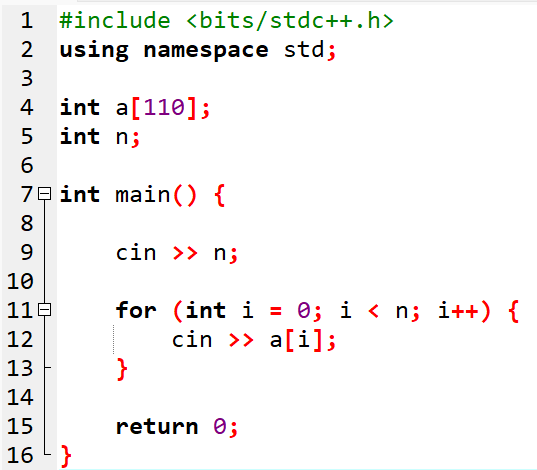 1 #include <bits/stdc++.h>
2 using namespace std;
3
4 int a[110];
5 int n;
6
7 int main() {
8
9     cin >> n;
10
11     for (int i = 0; i < n; i++) {
12         cin >> a[i];
13     }
14
15     return 0;
16 }